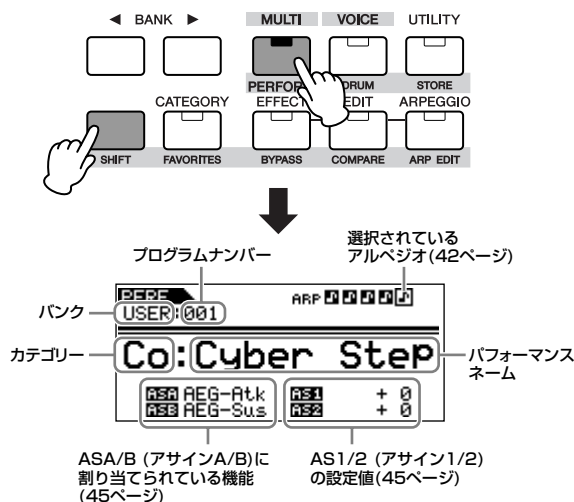 ◀ BANK ▶ MULTI VOICE UTILITY
PERFOR DRUM STORE
CATEGORY EFFECT EDIT ARPEGGIO
SHIFT FAVORITES BYPASS COMPARE ARP EDIT
選択されている
アルペジオ(42ページ)
プログラムナンバー
PERF ARP
バンク USER:001
カテゴリー Co:Cyber Step パフォーマンス
ネーム
ASA AEG-Atk AS1 + 0
ASB AEG-Sus AS2 + 0
ASA/B (アサインA/B)に
割り当てられている機能
(45ページ)
AS1/2 (アサイン1/2)
の設定値(45ページ)